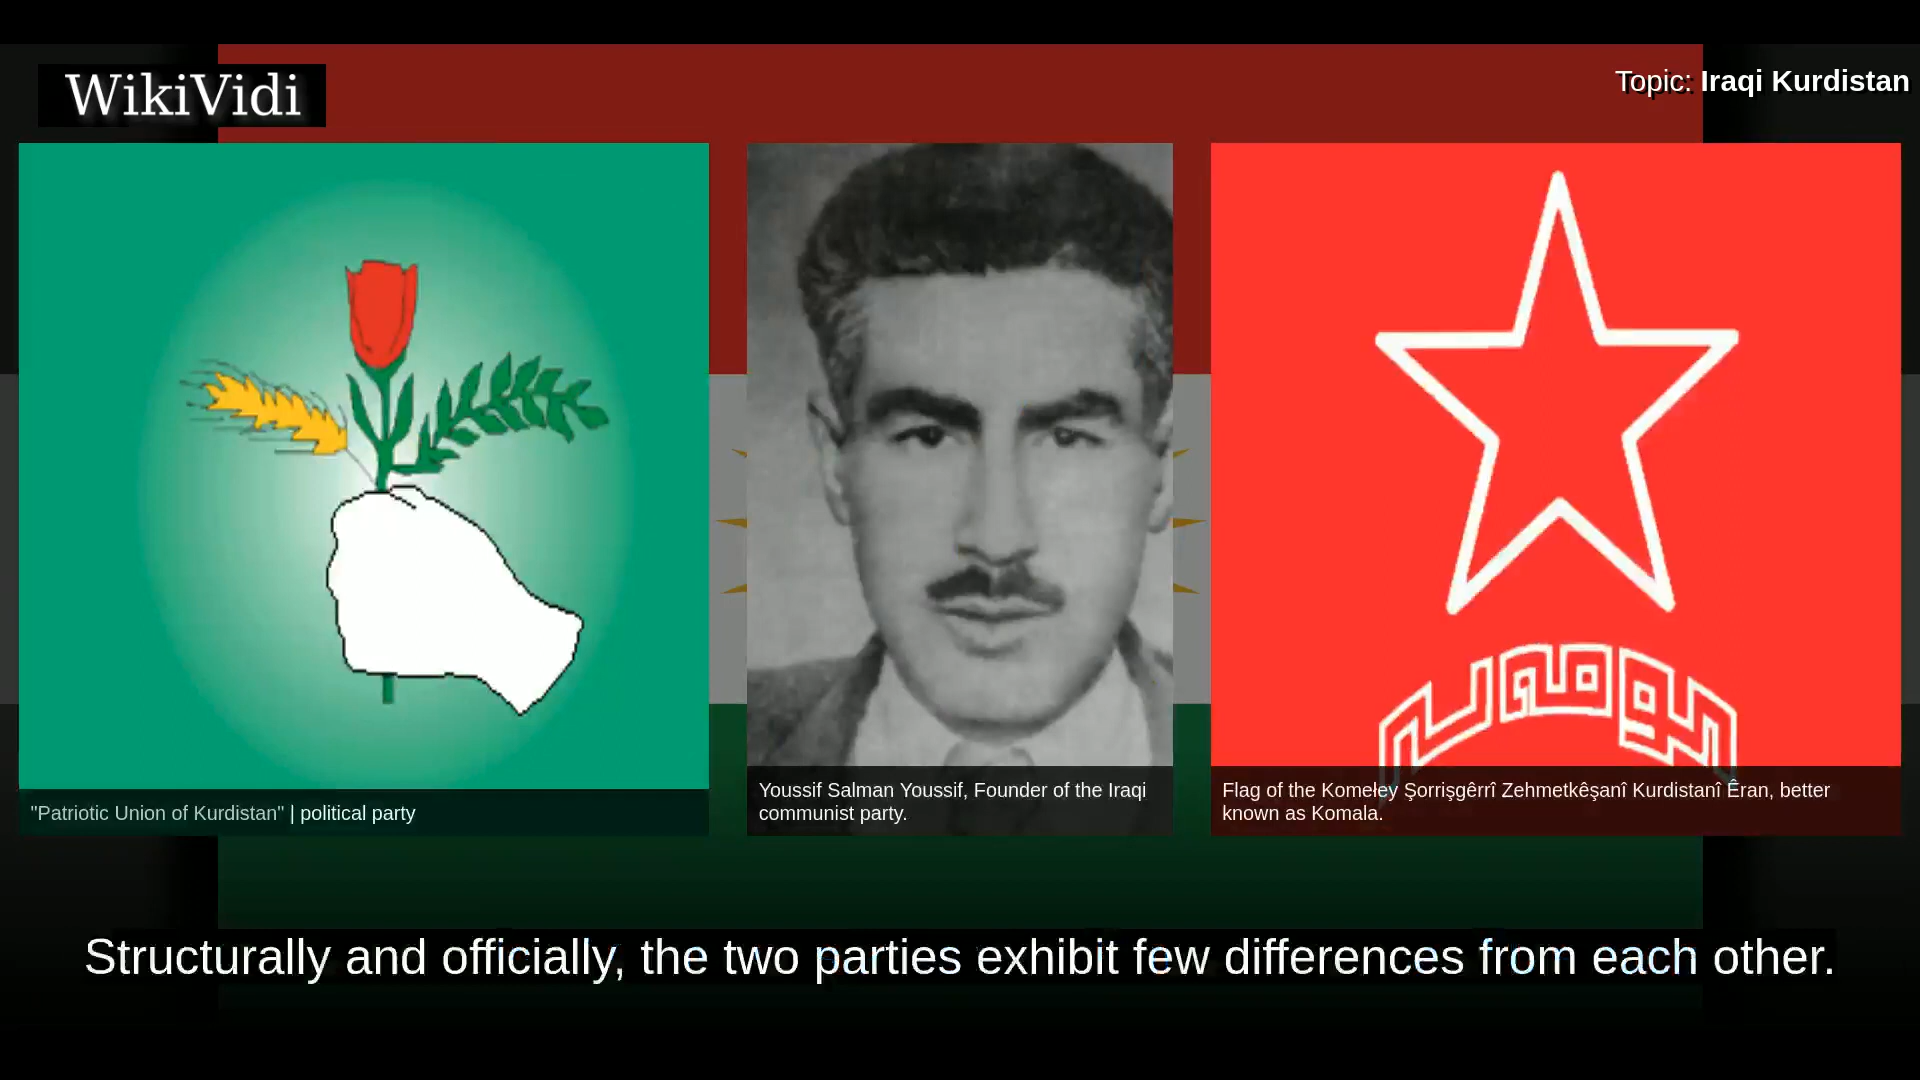 WikiVidi
Topic: Iraqi Kurdistan
"Patriotic Union of Kurdistan" | political party
Youssif Salman Youssif, Founder of the Iraqi
communist party.
Flag of the Komełey Şorrişgêrrî Zehmetkêşanî Kurdistanî Êran, better
known as Komala.
Structurally and officially, the two parties exhibit few differences from each other.